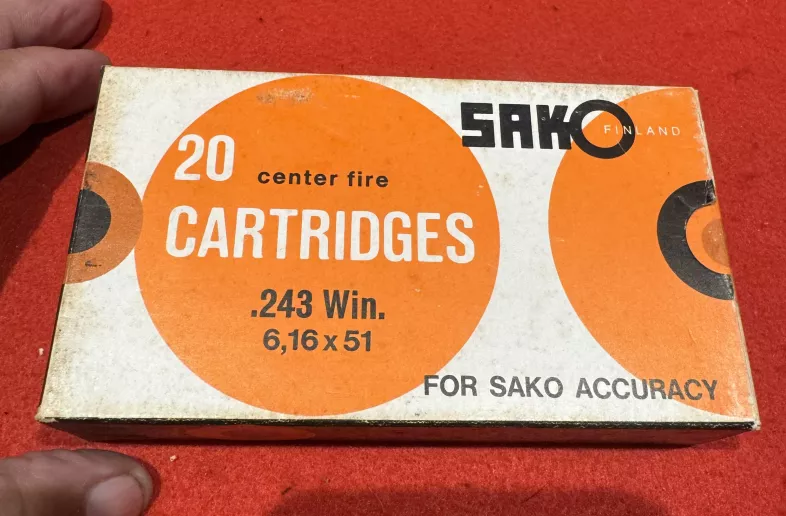 SAKO FINLAND
20 center fire
CARTRIDGES
.243 Win.
6,16 x 51
FOR SAKO ACCURACY